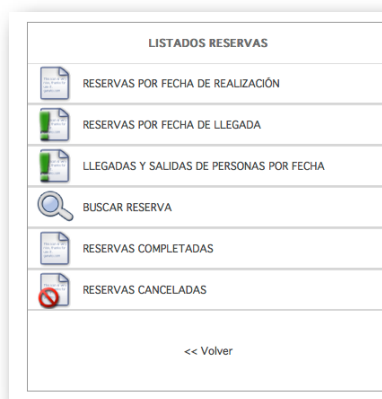 LISTADOS RESERVAS
RESERVAS POR FECHA DE REALIZACIÓN
RESERVAS POR FECHA DE LLEGADA
LLEGADAS Y SALIDAS DE PERSONAS POR FECHA
BUSCAR RESERVA
RESERVAS COMPLETADAS
RESERVAS CANCELADAS
<< Volver